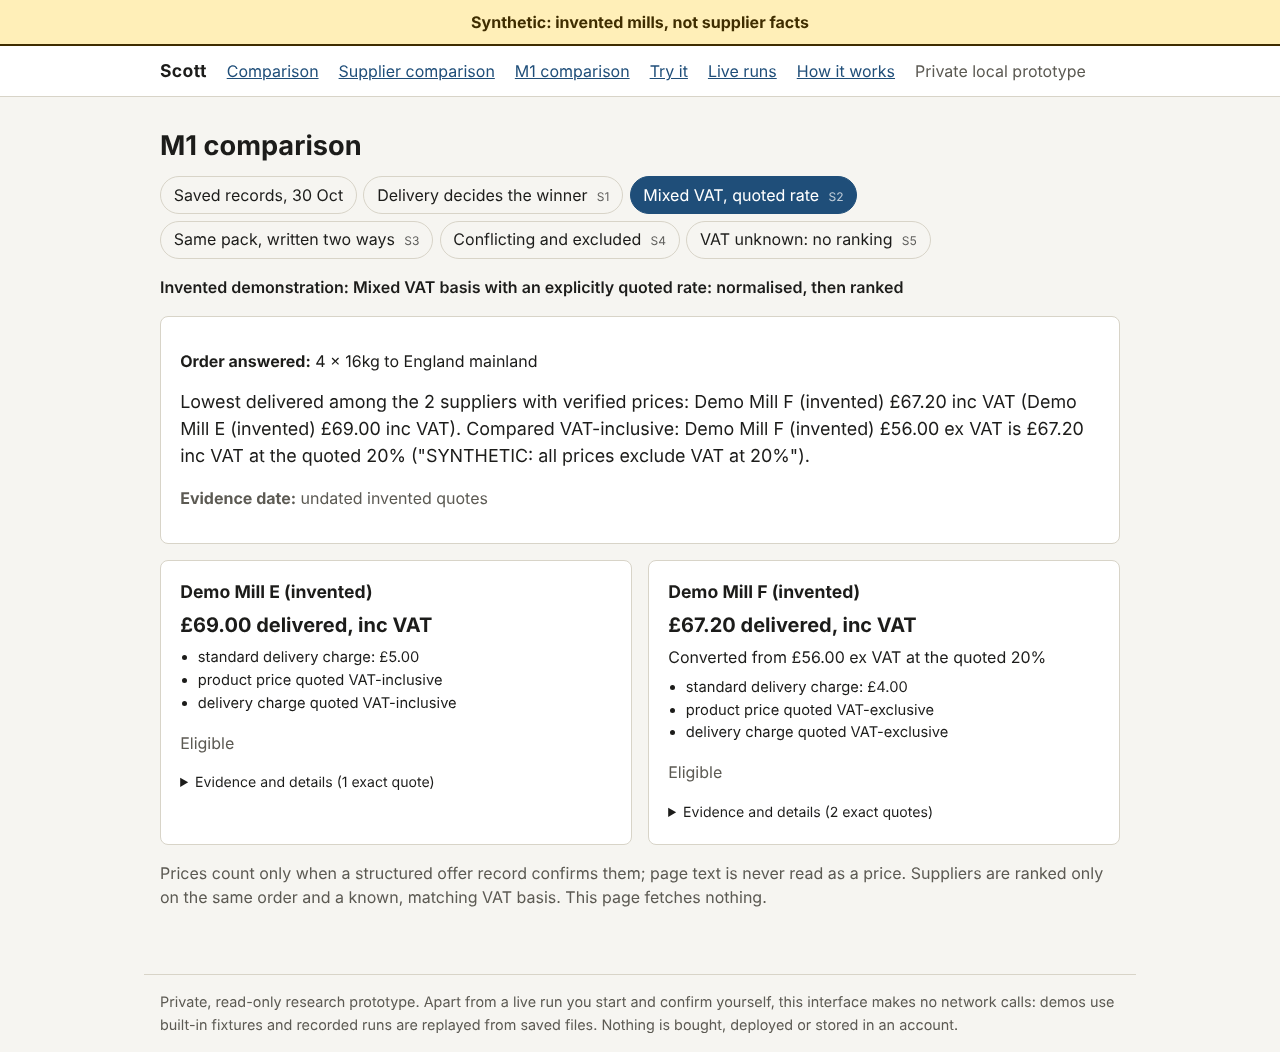 Synthetic: invented mills, not supplier facts
Scott Comparison Supplier comparison M1 comparison Try it Live runs How it works Private local prototype
M1 comparison
Saved records, 30 Oct Delivery decides the winner S1 Mixed VAT, quoted rate S2
Same pack, written two ways S3 Conflicting and excluded S4 VAT unknown: no ranking S5
Invented demonstration: Mixed VAT basis with an explicitly quoted rate: normalised, then ranked
Order answered: 4 × 16kg to England mainland
Lowest delivered among the 2 suppliers with verified prices: Demo Mill F (invented) £67.20 inc VAT (Demo
Mill E (invented) £69.00 inc VAT). Compared VAT-inclusive: Demo Mill F (invented) £56.00 ex VAT is £67.20
inc VAT at the quoted 20% ("SYNTHETIC: all prices exclude VAT at 20%").
Evidence date: undated invented quotes
Demo Mill E (invented)
£69.00 delivered, inc VAT
• standard delivery charge: £5.00
• product price quoted VAT-inclusive
• delivery charge quoted VAT-inclusive
Eligible
▶ Evidence and details (1 exact quote)
Demo Mill F (invented)
£67.20 delivered, inc VAT
Converted from £56.00 ex VAT at the quoted 20%
• standard delivery charge: £4.00
• product price quoted VAT-exclusive
• delivery charge quoted VAT-exclusive
Eligible
▶ Evidence and details (2 exact quotes)
Prices count only when a structured offer record confirms them; page text is never read as a price. Suppliers are ranked only
on the same order and a known, matching VAT basis. This page fetches nothing.
Private, read-only research prototype. Apart from a live run you start and confirm yourself, this interface makes no network calls: demos use
built-in fixtures and recorded runs are replayed from saved files. Nothing is bought, deployed or stored in an account.